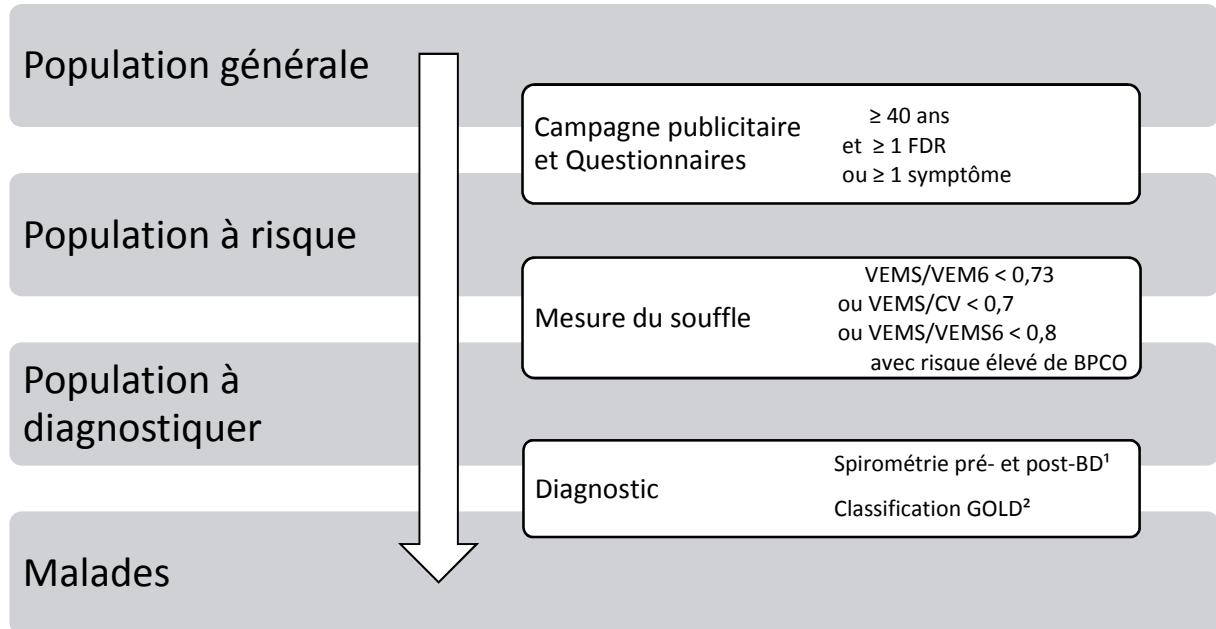 Population générale
Campagne publicitaire
et Questionnaires
≥ 40 ans
et ≥ 1 FDR
ou ≥ 1 symptôme
Population à risque
Mesure du souffle
VEMS/VEM6 < 0,73
ou VEMS/CV < 0,7
ou VEMS/VEMS6 < 0,8
avec risque élevé de BPCO
Population à
diagnostiquer
Diagnostic
Spirométrie pré- et post-BD¹
Classification GOLD²
Malades